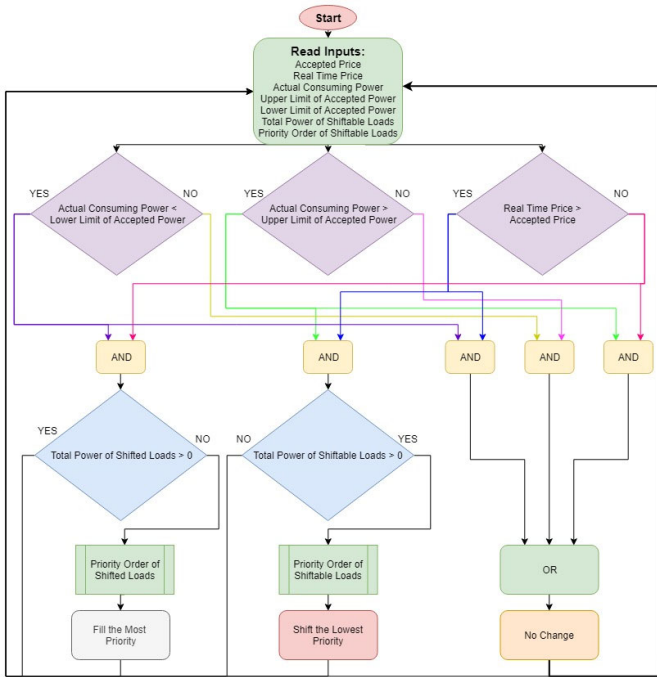 Start
Read Inputs:
Accepted Price
Real Time Price
Actual Consuming Power
Upper Limit of Accepted Power
Lower Limit of Accepted Power
Total Power of Shiftable Loads
Priority Order of Shiftable Loads
YES
Actual Consuming Power <
Lower Limit of Accepted Power
NO
YES
Actual Consuming Power >
Upper Limit of Accepted Power
NO
YES
Real Time Price >
Accepted Price
NO
AND
AND
AND
AND
AND
YES
Total Power of Shifted Loads > 0
NO
NO
Total Power of Shiftable Loads > 0
YES
Priority Order of
Shifted Loads
Priority Order of
Shiftable Loads
OR
Fill the Most
Priority
Shift the Lowest
Priority
No Change